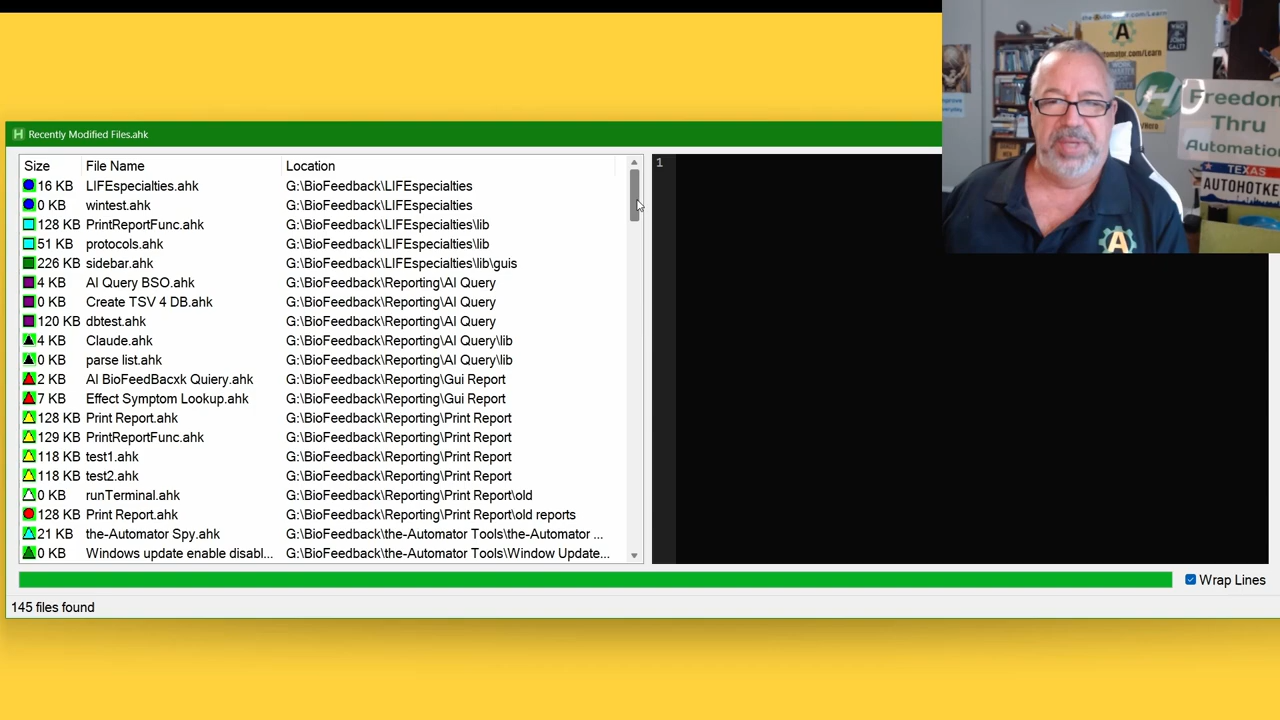 Recently Modified Files.ahk
Size File Name Location
16 KB LIFEspecialties.ahk G:\BioFeedback\LIFEspecialties
0 KB wintest.ahk G:\BioFeedback\LIFEspecialties
128 KB PrintReportFunc.ahk G:\BioFeedback\LIFEspecialties\lib
51 KB protocols.ahk G:\BioFeedback\LIFEspecialties\lib
226 KB sidebar.ahk G:\BioFeedback\LIFEspecialties\lib\guis
4 KB AI Query BSO.ahk G:\BioFeedback\Reporting\AI Query
0 KB Create TSV 4 DB.ahk G:\BioFeedback\Reporting\AI Query
120 KB dbtest.ahk G:\BioFeedback\Reporting\AI Query
4 KB Claude.ahk G:\BioFeedback\Reporting\AI Query\lib
0 KB parse list.ahk G:\BioFeedback\Reporting\AI Query\lib
2 KB AI BioFeedBacxk Quiery.ahk G:\BioFeedback\Reporting\Gui Report
7 KB Effect Symptom Lookup.ahk G:\BioFeedback\Reporting\Gui Report
128 KB Print Report.ahk G:\BioFeedback\Reporting\Print Report
129 KB PrintReportFunc.ahk G:\BioFeedback\Reporting\Print Report
118 KB test1.ahk G:\BioFeedback\Reporting\Print Report
118 KB test2.ahk G:\BioFeedback\Reporting\Print Report
0 KB runTerminal.ahk G:\BioFeedback\Reporting\Print Report\old
128 KB Print Report.ahk G:\BioFeedback\Reporting\Print Report\old reports
21 KB the-Automator Spy.ahk G:\BioFeedback\the-Automator Tools\the-Automator ...
0 KB Windows update enable disabl... G:\BioFeedback\the-Automator Tools\Window Update...
1
Wrap Lines
145 files found
A
WHO IS JOHN GALT?
Freedom
Thru
Automation
TEXAS
AUTOHOTKE
A